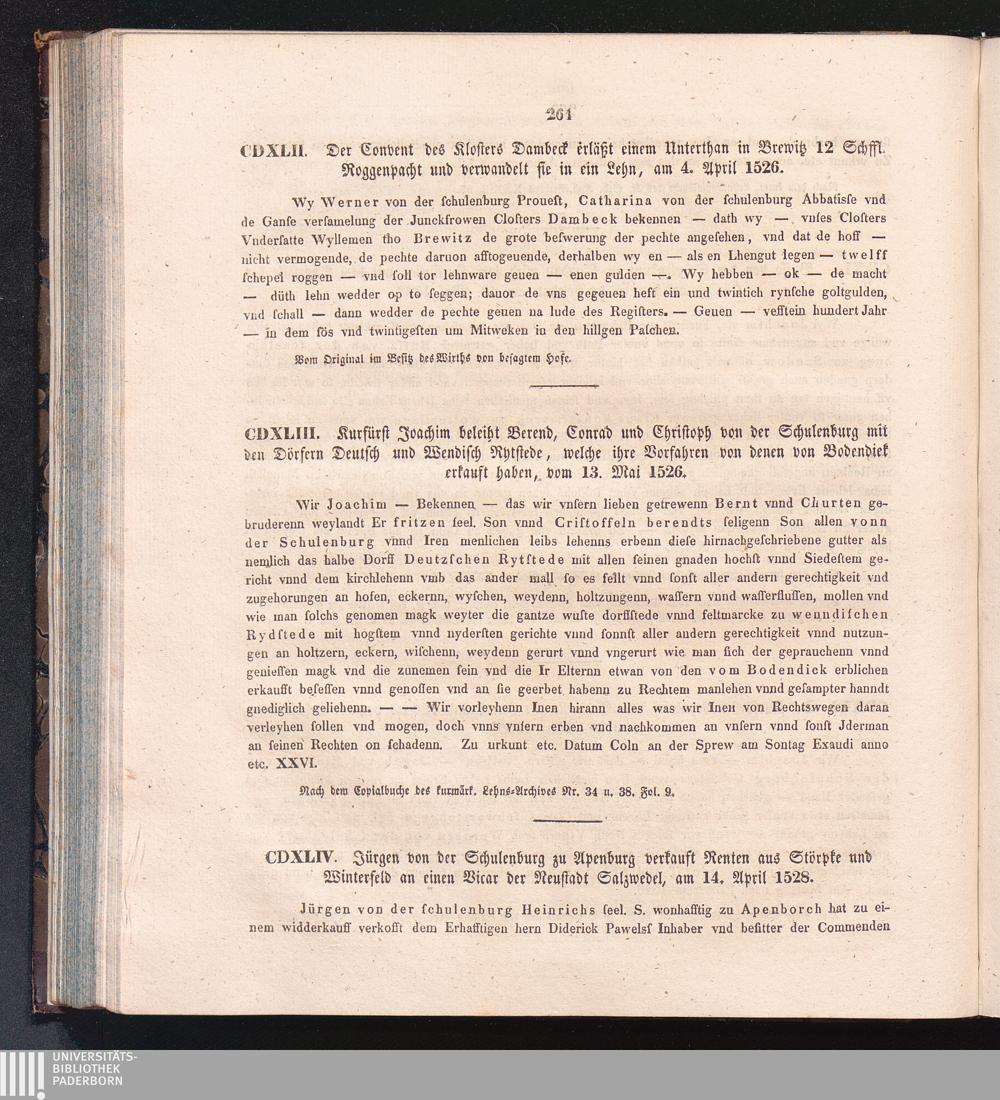 261
CDXLII. Der Convent des Klosters Dambeck erläßt einem Unterthan in Brewitz 12 Schffl.
Roggenpacht und verwandelt sie in ein Lehn, am 4. April 1526.
Wy Werner von der ſchulenburg Proueſt, Catharina von der ſchulenburg Abbatisſe vnd
de Ganſe verſamelung der Junckfrowen Cloſters Dambeck bekennen — dath wy — vnſes Cloſters
Vnderſatte Wyllemen tho Brewitz de grote beſwerung der pechte angeſehen, vnd dat de hoff —
nicht vermogende, de pechte daruon afftogeuende, derhalben wy en — als en Lhengut legen — twelff
ſchepel roggen — vnd ſoll tor lehnware geuen — enen gulden —. Wy hebben — ok — de macht
— düth lehn wedder op to ſeggen; dauor de vns gegeuen heft ein und twintich rynſche goltgulden,
vnd ſchall — dann wedder de pechte geuen na lude des Regiſters. — Geuen — vefftein hundert Jahr
— in dem ſös vnd twintigeſten um Mitweken in den hillgen Paſchen.
Vom Original im Besitz des Wirths von besagtem Hofe.
CDXLIII. Kurfürst Joachim beleiht Berend, Conrad und Christoph von der Schulenburg mit
den Dörfern Deutsch und Wendisch Rytstede, welche ihre Vorfahren von denen von Bodendiek
erkauft haben, vom 13. Mai 1526.
Wir Joachim — Bekennen — das wir vnſern lieben getrewenn Bernt vnnd Churten ge-
bruderenn weylandt Er fritzen ſeel. Son vnnd Criſtoffeln berendts ſeligenn Son allen vonn
der Schulenburg vnnd Iren menlichen leibs lehenns erbenn dieſe hirnachgeſchriebene gutter als
nemlich das halbe Dorff Deutzſchen Rytſtede mit allen ſeinen gnaden hochſt vnnd Siedeſtem ge-
richt vnnd dem kirchlehenn vmb das ander mall ſo es fellt vnnd ſonſt aller andern gerechtigkeit vnd
zugehorungen an hofen, eckernn, wyſchen, weydenn, holtzungenn, waſſern vnnd waſſerfluſſen, mollen vnd
wie man ſolchs genomen magk weyter die gantze wuſte dorffſtede vnnd feltmarcke zu wenndiſchen
Rydſtede mit hogſtem vnnd nyderſten gerichte vnnd ſonnſt aller andern gerechtigkeit vnnd nutzun-
gen an holtzern, eckern, wiſchenn, weydenn gerurt vnnd vngerurt wie man ſich der geprauchenn vnnd
genieſſen magk vnd die zunemen ſein vnd die Ir Elternn etwan von den vom Bodendick erblichen
erkaufft beſeſſen vnnd genoſſen vnd an ſie geerbet habenn zu Rechtem manlehen vnnd geſampter hanndt
gnediglich geliehenn. — — Wir vorleyhenn Inen hirann alles was wir Inen von Rechtswegen daran
verleyhen ſollen vnd mogen, doch vnns vnſern erben vnd nachkommen an vnſern vnnd ſonſt Jderman
an ſeinen Rechten on ſchadenn. Zu urkunt etc. Datum Coln an der Sprew am Sontag Exaudi anno
etc. XXVI.
Nach dem Copialbuche des kurmärk. Lehns-Archives Nr. 34 u. 38. Fol. 9.
CDXLIV. Jürgen von der Schulenburg zu Apenburg verkauft Renten aus Störpke und
Winterfeld an einen Vicar der Neustadt Salzwedel, am 14. April 1528.
Jürgen von der ſchulenburg Heinrichs ſeel. S. wonhafftig zu Apenborch hat zu ei-
nem widderkauff verkofft dem Erhafftigen hern Diderick Pawelsſ Inhaber vnd beſitter der Commenden
UNIVERSITÄTS-
BIBLIOTHEK
PADERBORN